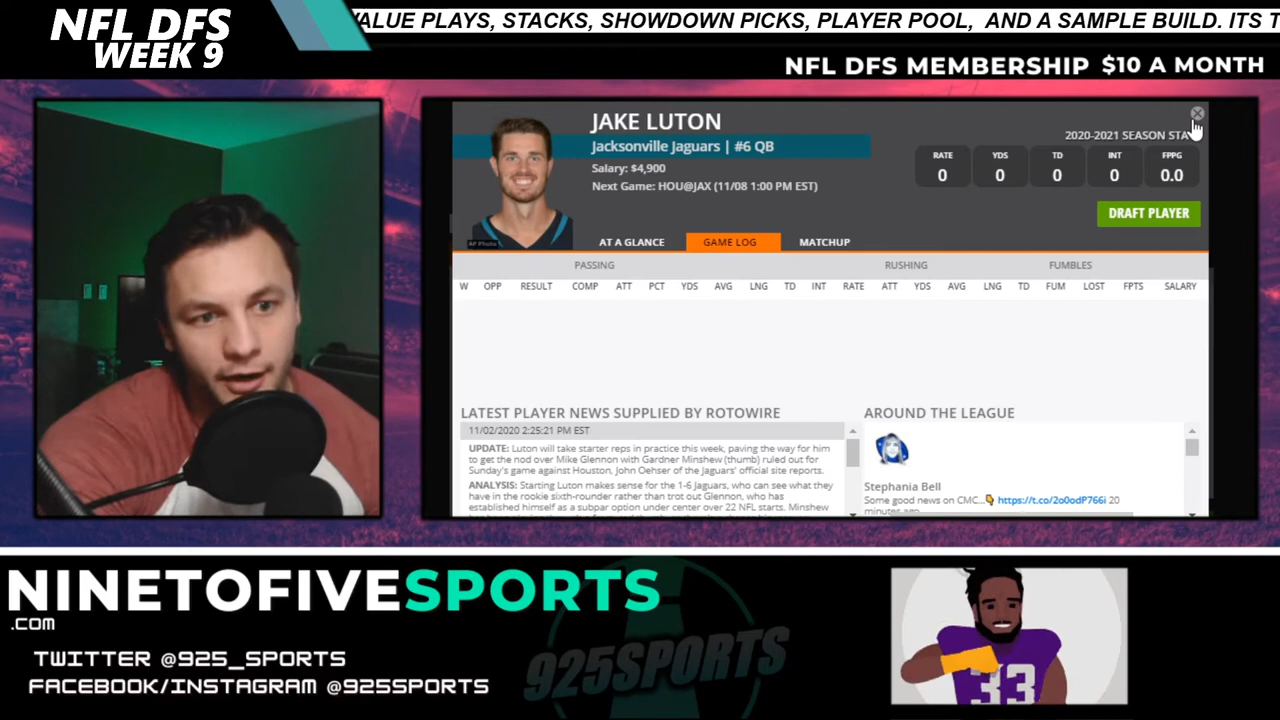 NFL DFS
WEEK 9
VALUE PLAYS, STACKS, SHOWDOWN PICKS, PLAYER POOL, AND A SAMPLE BUILD. ITS T
NFL DFS MEMBERSHIP $10 A MONTH
JAKE LUTON
Jacksonville Jaguars | #6 QB
Salary: $4,900
Next Game: HOU@JAX (11/08 1:00 PM EST)
2020-2021 SEASON STA
RATE YDS TD INT FPPG
0 0 0 0 0.0
DRAFT PLAYER
AP Photo
AT A GLANCE GAME LOG MATCHUP
PASSING RUSHING FUMBLES
W OPP RESULT COMP ATT PCT YDS AVG LNG TD INT RATE ATT YDS AVG LNG TD FUM LOST FPTS SALARY
LATEST PLAYER NEWS SUPPLIED BY ROTOWIRE
11/02/2020 2:25:21 PM EST
UPDATE: Luton will take starter reps in practice this week, paving the way for him
to get the nod over Mike Glennon with Gardner Minshew (thumb) ruled out for
Sunday's game against Houston, John Oehser of the Jaguars' official site reports.
ANALYSIS: Starting Luton makes sense for the 1-6 Jaguars, who can see what they
have in the rookie sixth-rounder rather than trot out Glennon, who has
established himself as a subpar option under center over 22 NFL starts. Minshew
AROUND THE LEAGUE
Stephania Bell
Some good news on CMC...👇 https://t.co/2o0odP766i 20
minutes ago
NINETOFIVESPORTS
.COM
TWITTER @925_SPORTS
FACEBOOK/INSTAGRAM @925SPORTS
925SPORTS
33